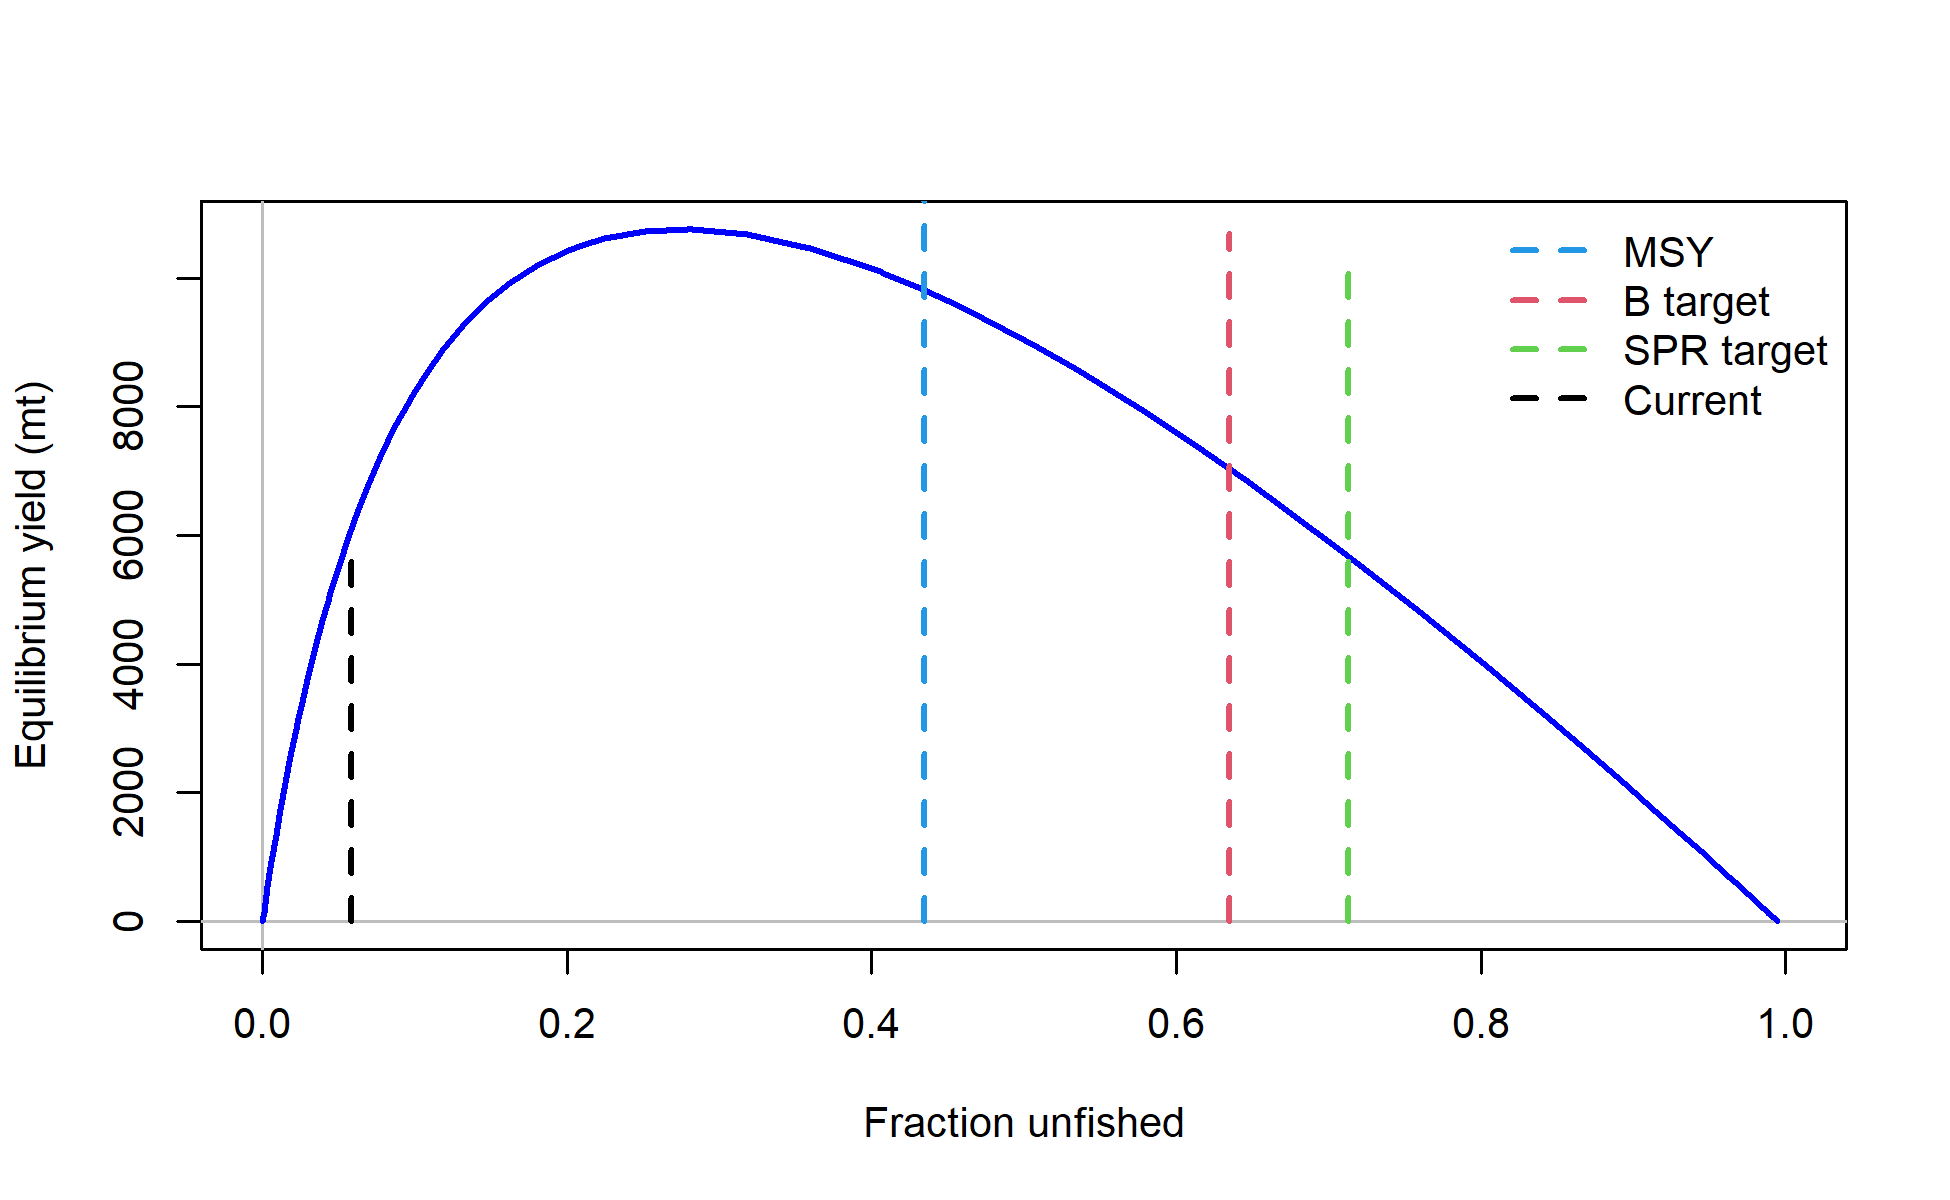 MSY
B target
SPR target
Current
Equilibrium yield (mt)
8000
6000
4000
2000
0
0.0 0.2 0.4 0.6 0.8 1.0
Fraction unfished